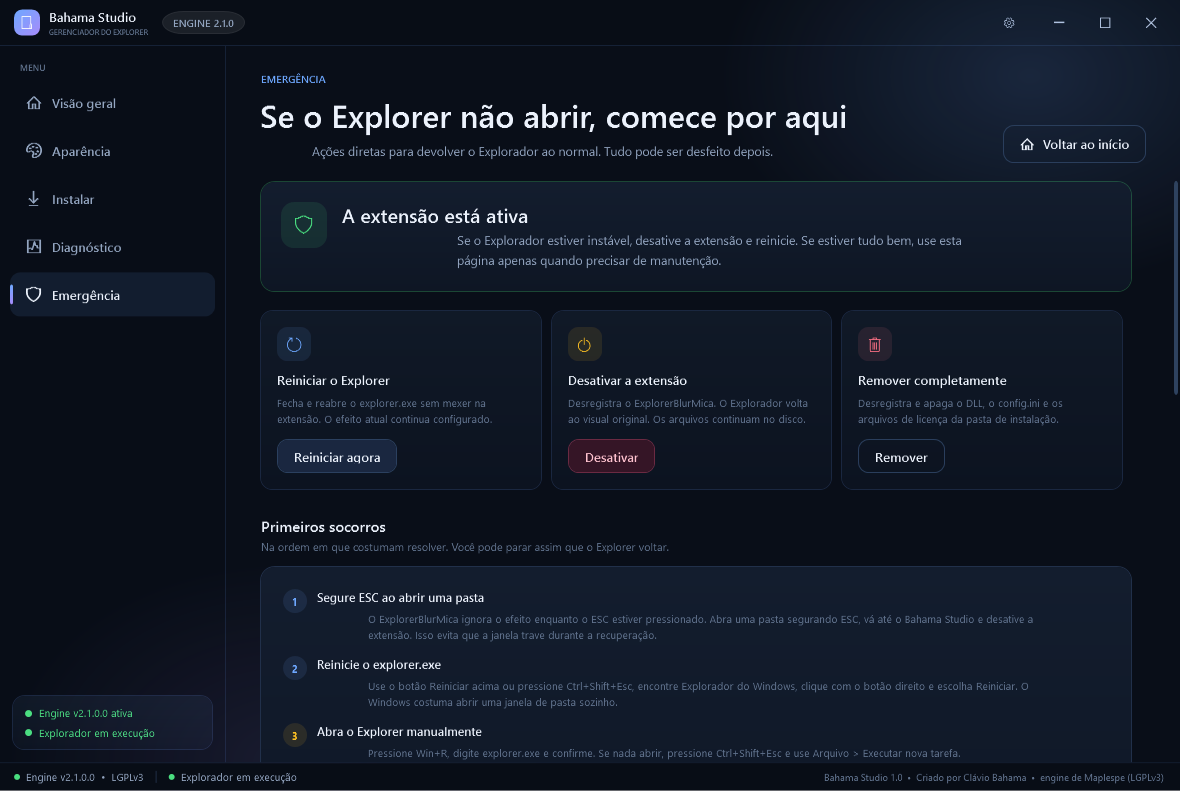 Bahama Studio
GERENCIADOR DO EXPLORER
ENGINE 2.1.0
MENU
Visão geral
Aparência
Instalar
Diagnóstico
Emergência
Engine v2.1.0.0 ativa
Explorador em execução
EMERGÊNCIA
Se o Explorer não abrir, comece por aqui
Ações diretas para devolver o Explorador ao normal. Tudo pode ser desfeito depois.
Voltar ao início
A extensão está ativa
Se o Explorador estiver instável, desative a extensão e reinicie. Se estiver tudo bem, use esta
página apenas quando precisar de manutenção.
Reiniciar o Explorer
Fecha e reabre o explorer.exe sem mexer na
extensão. O efeito atual continua configurado.
Reiniciar agora
Desativar a extensão
Desregistra o ExplorerBlurMica. O Explorador volta
ao visual original. Os arquivos continuam no disco.
Desativar
Remover completamente
Desregistra e apaga o DLL, o config.ini e os
arquivos de licença da pasta de instalação.
Remover
Primeiros socorros
Na ordem em que costumam resolver. Você pode parar assim que o Explorer voltar.
1 Segure ESC ao abrir uma pasta
O ExplorerBlurMica ignora o efeito enquanto o ESC estiver pressionado. Abra uma pasta segurando ESC, vá até o Bahama Studio e desative a
extensão. Isso evita que a janela trave durante a recuperação.
2 Reinicie o explorer.exe
Use o botão Reiniciar acima ou pressione Ctrl+Shift+Esc, encontre Explorador do Windows, clique com o botão direito e escolha Reiniciar. O
Windows costuma abrir uma janela de pasta sozinho.
3 Abra o Explorer manualmente
Pressione Win+R, digite explorer.exe e confirme. Se nada abrir, pressione Ctrl+Shift+Esc e use Arquivo > Executar nova tarefa.
Engine v2.1.0.0 • LGPLv3
Explorador em execução
Bahama Studio 1.0 • Criado por Clávio Bahama • engine de Maplespe (LGPLv3)